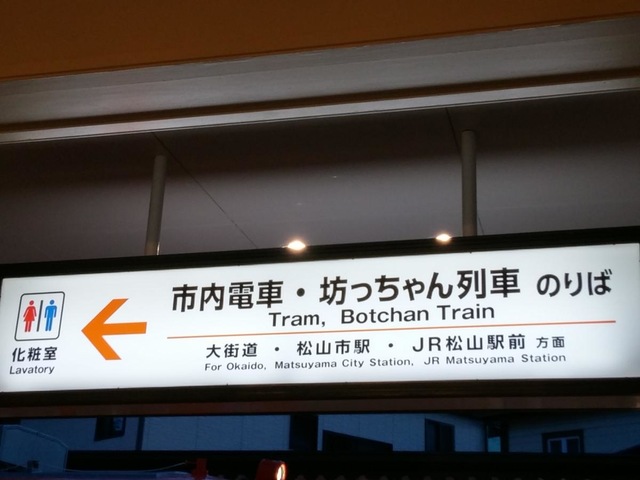 化粧室
Lavatory
市内電車・坊っちゃん列車 のりば
Tram, Botchan Train
大街道 ・ 松山市駅 ・ JR松山駅前 方面
For Okaido, Matsuyama City Station, JR Matsuyama Station